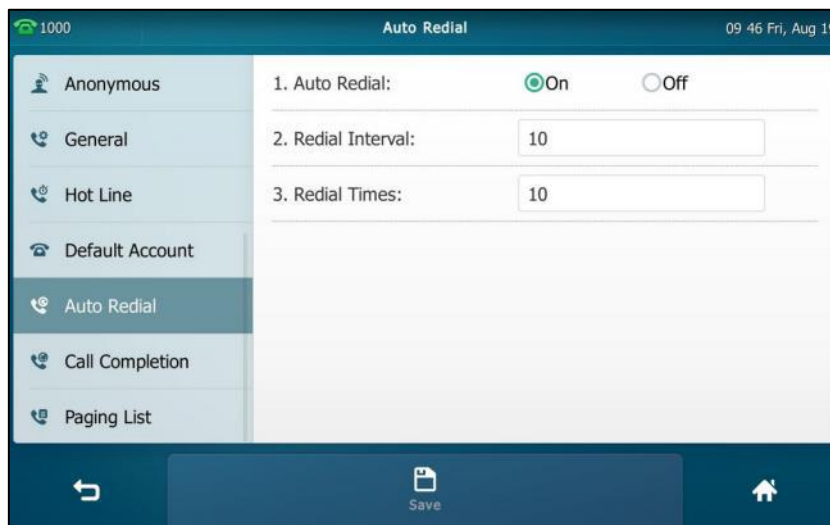 1000 Auto Redial 09 46 Fri, Aug 19
Anonymous
General
Hot Line
Default Account
Auto Redial
Call Completion
Paging List
1. Auto Redial: On Off
2. Redial Interval: 10
3. Redial Times: 10
Save